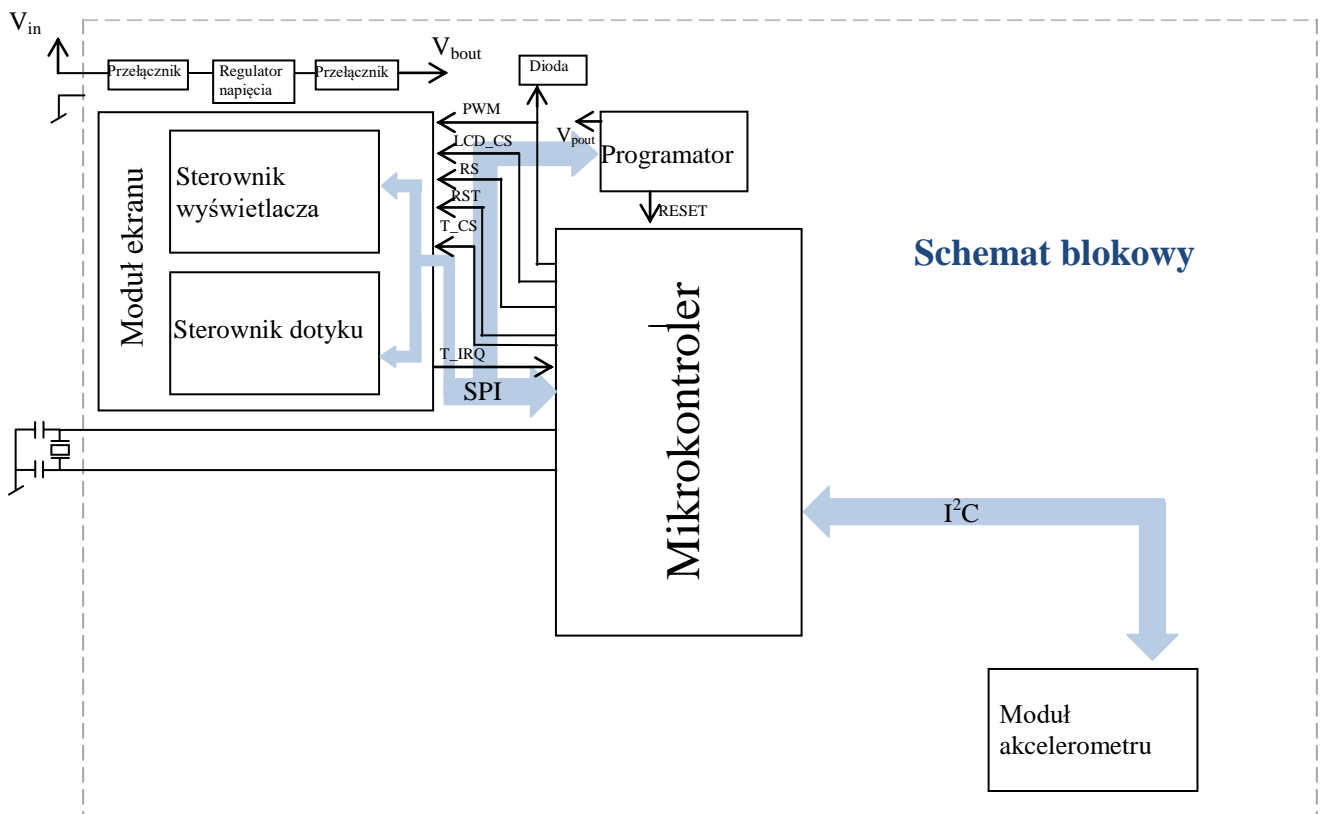 V_in
Przełącznik
Regulator
napięcia
Przełącznik
V_bout
Dioda
PWM
LCD_CS
RS
RST
T_CS
T_IRQ
V_pout
Programator
RESET
Moduł ekranu
Sterownik
wyświetlacza
Sterownik dotyku
SPI
Mikrokontroler
Schemat blokowy
I²C
Moduł
akcelerometru